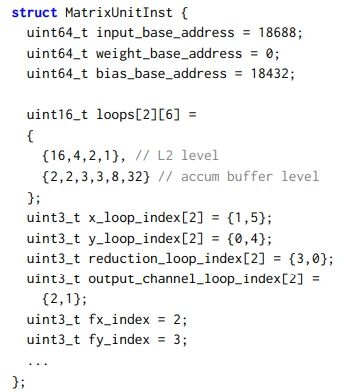 struct MatrixUnitInst {
uint64_t input_base_address = 18688;
uint64_t weight_base_address = 0;
uint64_t bias_base_address = 18432;
uint16_t loops[2][6] =
{
{16,4,2,1}, // L2 level
{2,2,3,3,8,32} // accum buffer level
};
uint3_t x_loop_index[2] = {1,5};
uint3_t y_loop_index[2] = {0,4};
uint3_t reduction_loop_index[2] = {3,0};
uint3_t output_channel_loop_index[2] =
{2,1};
uint3_t fx_index = 2;
uint3_t fy_index = 3;
...
};